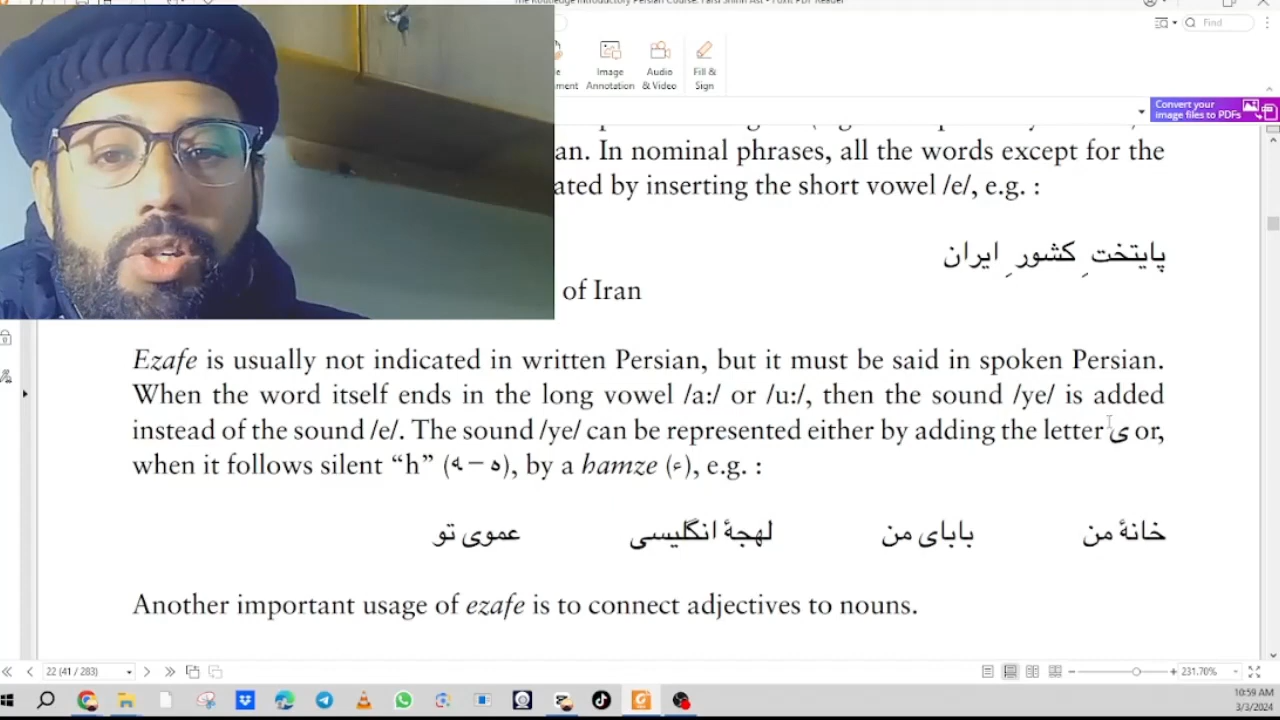 Find
Image
Annotation
Audio
& Video
Fill &
Sign
Convert your
image files to PDFs
an. In nominal phrases, all the words except for the
ated by inserting the short vowel /e/, e.g. :
پایتختِ کشورِ ایران
of Iran
Ezafe is usually not indicated in written Persian, but it must be said in spoken Persian.
When the word itself ends in the long vowel /a:/ or /u:/, then the sound /ye/ is added
instead of the sound /e/. The sound /ye/ can be represented either by adding the letter ی or,
when it follows silent “h” (ه – ـه), by a hamze (ء), e.g. :
خانهٔ من بابای من لهجهٔ انگلیسی عموی تو
Another important usage of ezafe is to connect adjectives to nouns.
22 (41 / 283)
231.70%
10:59 AM
3/3/2024